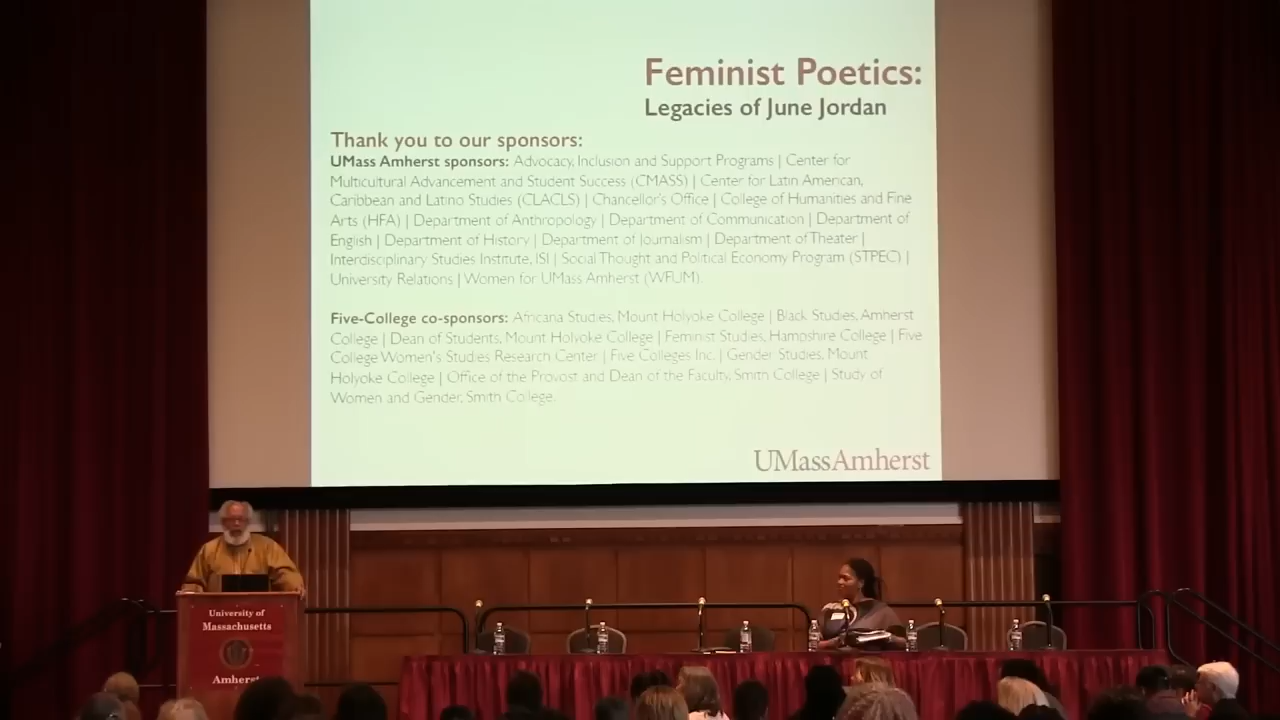 Feminist Poetics:
Legacies of June Jordan
Thank you to our sponsors:
UMass Amherst sponsors: Advocacy, Inclusion and Support Programs | Center for
Multicultural Advancement and Student Success (CMASS) | Center for Latin American,
Caribbean and Latino Studies (CLACLS) | Chancellor's Office | College of Humanities and Fine
Arts (HFA) | Department of Anthropology | Department of Communication | Department of
English | Department of History | Department of Journalism | Department of Theater |
Interdisciplinary Studies Institute, ISI | Social Thought and Political Economy Program (STPEC) |
University Relations | Women for UMass Amherst (WFUM).
Five-College co-sponsors: Africana Studies, Mount Holyoke College | Black Studies, Amherst
College | Dean of Students, Mount Holyoke College | Feminist Studies, Hampshire College | Five
College Women's Studies Research Center | Five Colleges Inc. | Gender Studies, Mount
Holyoke College | Office of the Provost and Dean of the Faculty, Smith College | Study of
Women and Gender, Smith College.
UMassAmherst
University of
Massachusetts
Amherst